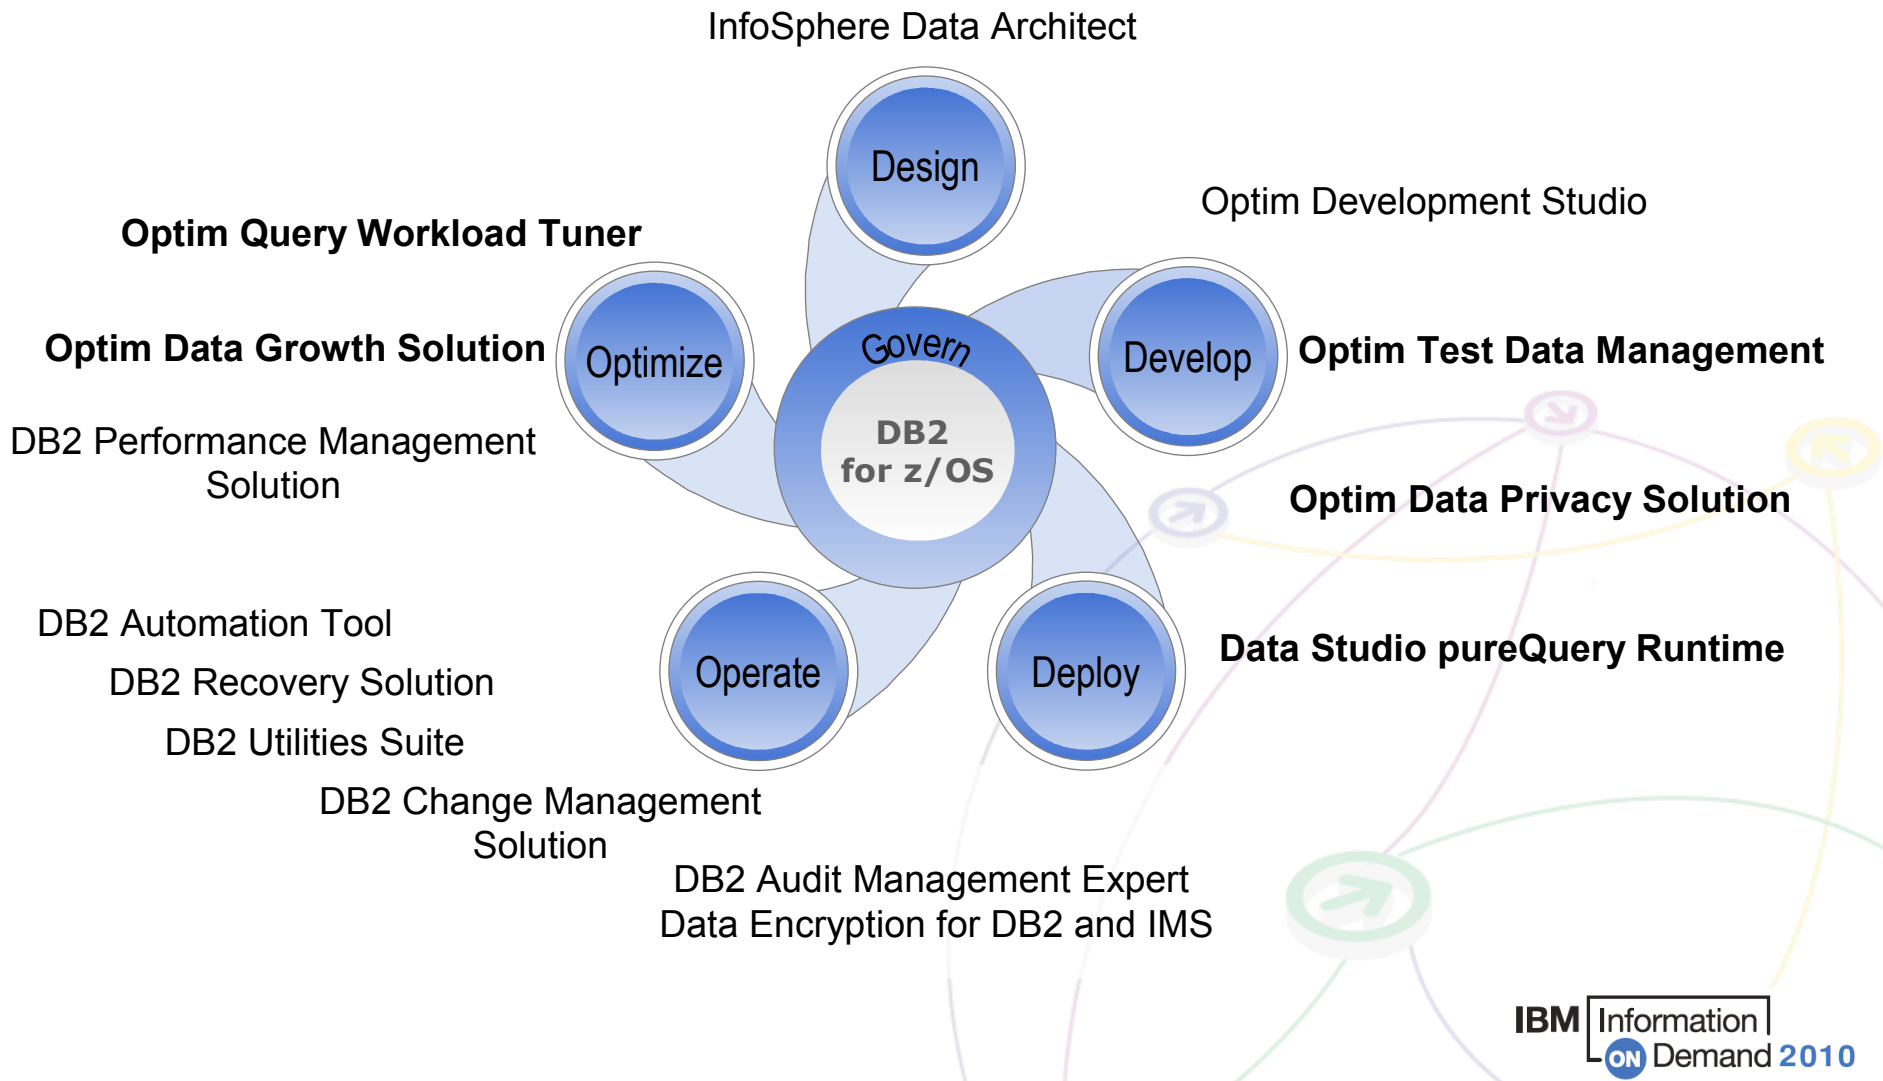 InfoSphere Data Architect
Design
Optim Development Studio
Optim Query Workload Tuner
Optim Data Growth Solution
Optimize
Govern
Develop
Optim Test Data Management
DB2 Performance Management
Solution
DB2
for z/OS
Optim Data Privacy Solution
DB2 Automation Tool
DB2 Recovery Solution
Operate
Deploy
Data Studio pureQuery Runtime
DB2 Utilities Suite
DB2 Change Management
Solution
DB2 Audit Management Expert
Data Encryption for DB2 and IMS
IBM Information
ON Demand 2010